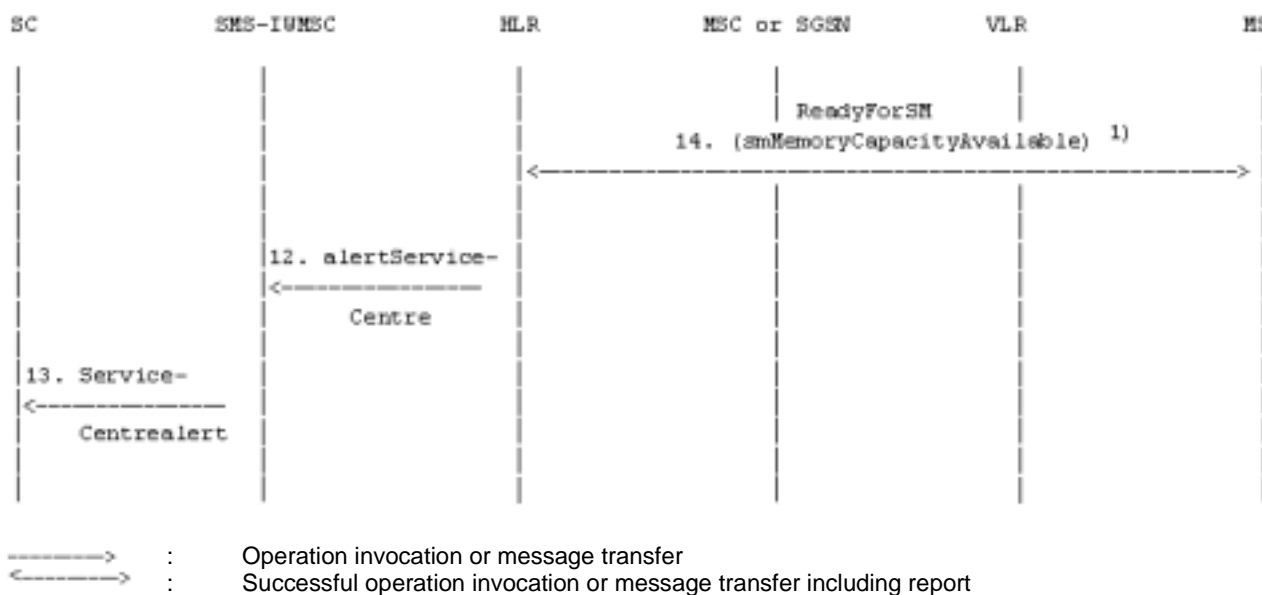 SC SMS-IWMSC HLR MSC or SGSN VLR MS
ReadyForSM
14. (smMemoryCapacityAvailable) 1)
12. alertService-
Centre
13. Service-
Centrealert
: Operation invocation or message transfer
: Successful operation invocation or message transfer including report